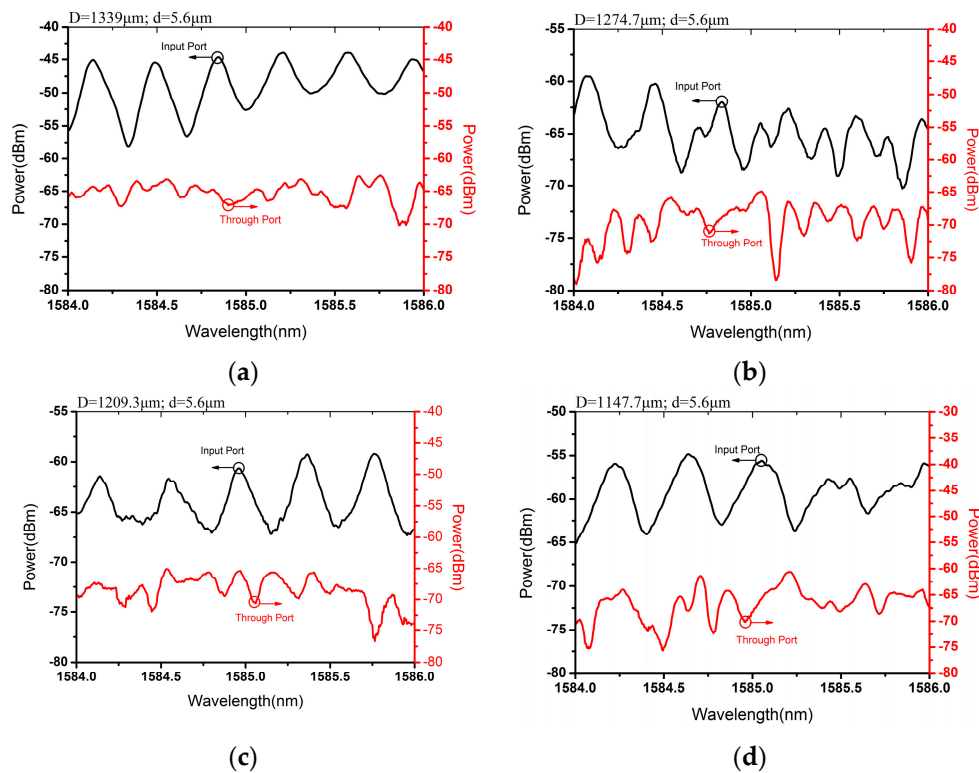 D=1339μm; d=5.6μm
-40
-45
-50
-55
-60
-65
-70
-75
-80
Power(dBm)
Input Port
Through Port
-40
-45
-50
-55
-60
-65
-70
-75
-80
Power(dBm)
1584.0 1584.5 1585.0 1585.5 1586.0
Wavelength(nm)
(a)
D=1274.7μm; d=5.6μm
-55
-60
-65
-70
-75
-80
Power(dBm)
Input Port
Through Port
-40
-45
-50
-55
-60
-65
-70
-75
-80
Power(dBm)
1584.0 1584.5 1585.0 1585.5 1586.0
Wavelength(nm)
(b)
D=1209.3μm; d=5.6μm
-55
-60
-65
-70
-75
-80
Power(dBm)
Input Port
Through Port
-40
-45
-50
-55
-60
-65
-70
-75
-80
Power(dBm)
1584.0 1584.5 1585.0 1585.5 1586.0
Wavelength(nm)
(c)
D=1147.7μm; d=5.6μm
-50
-55
-60
-65
-70
-75
Power(dBm)
Input Port
Through Port
-30
-40
-50
-60
-70
-80
Power(dBm)
1584.0 1584.5 1585.0 1585.5 1586.0
Wavelength(nm)
(d)